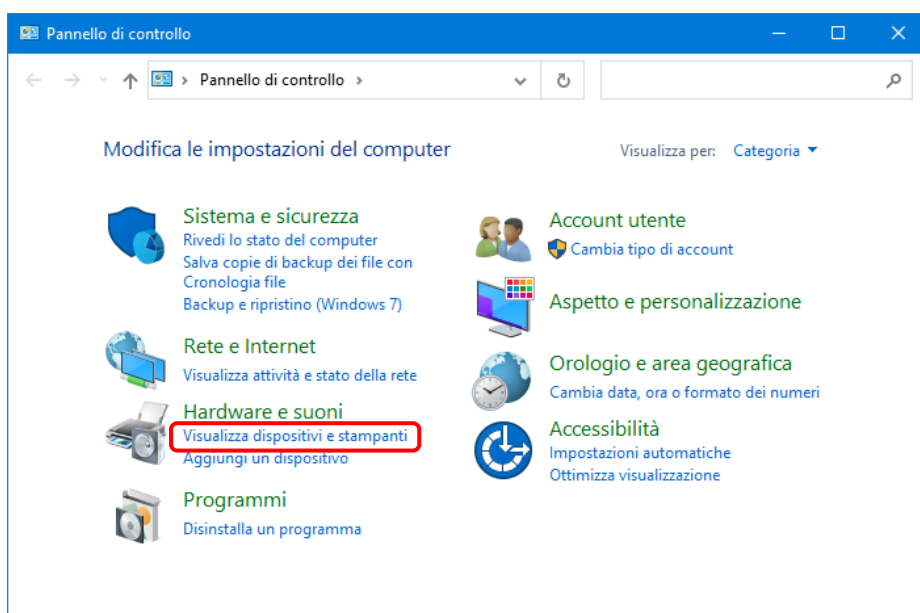 Pannello di controllo
Pannello di controllo
Modifica le impostazioni del computer
Visualizza per: Categoria
Sistema e sicurezza
Rivedi lo stato del computer
Salva copie di backup dei file con
Cronologia file
Backup e ripristino (Windows 7)
Rete e Internet
Visualizza attività e stato della rete
Hardware e suoni
Visualizza dispositivi e stampanti
Aggiungi un dispositivo
Programmi
Disinstalla un programma
Account utente
Cambia tipo di account
Aspetto e personalizzazione
Orologio e area geografica
Cambia data, ora o formato dei numeri
Accessibilità
Impostazioni automatiche
Ottimizza visualizzazione